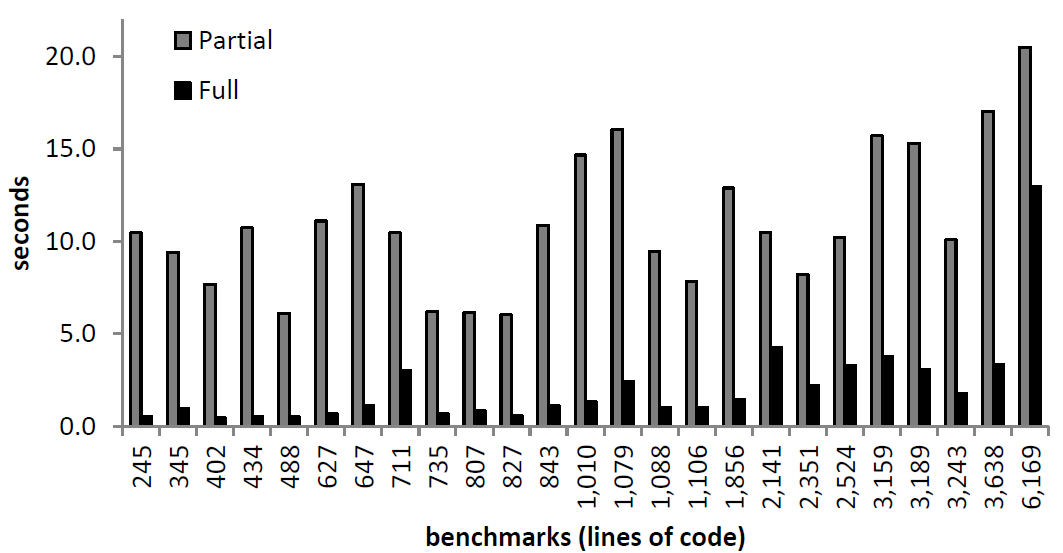 Partial
Full
20.0
15.0
10.0
5.0
0.0
seconds
245 345 402 434 488 627 647 711 735 807 827 843 1,010 1,079 1,088 1,106 1,856 2,141 2,351 2,524 3,159 3,189 3,243 3,638 6,169
benchmarks (lines of code)